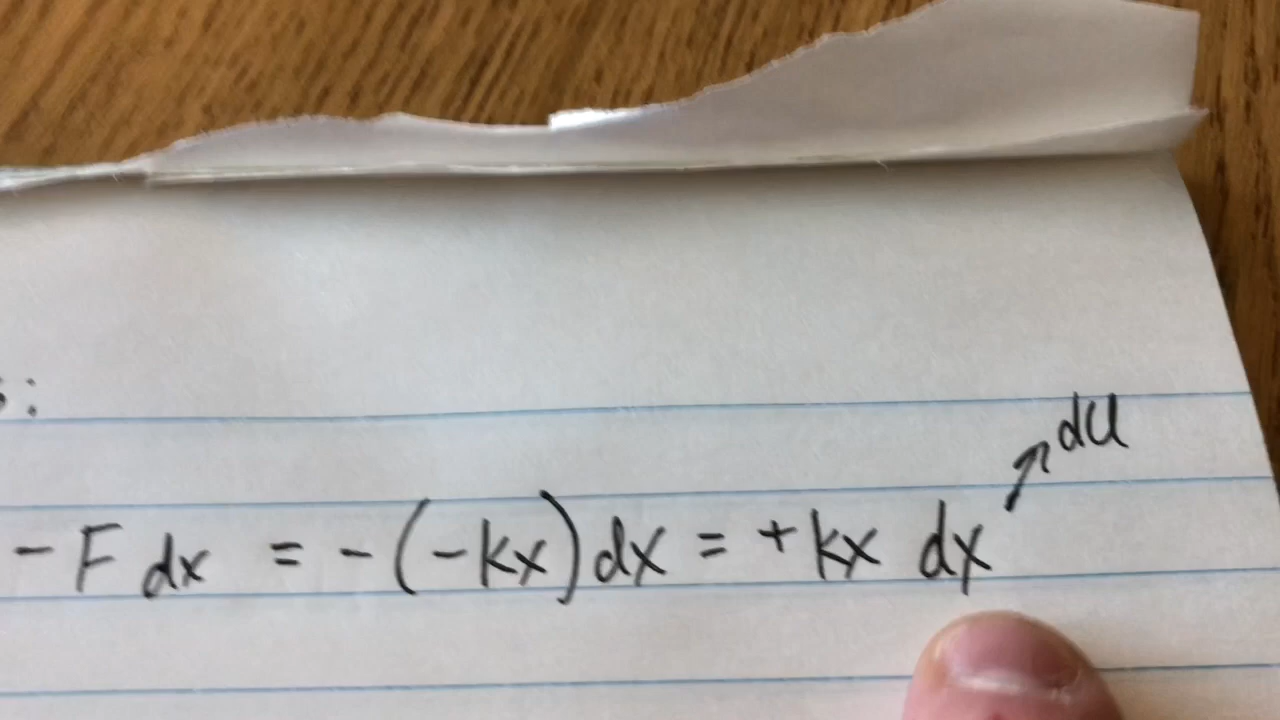 dU
- F dx = - (-kx) dx = + kx dx